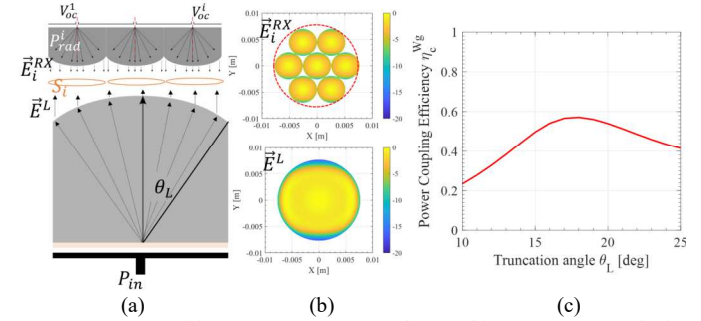 V_oc^1 V_oc^i
P_rad^i
E⃗_i^RX
S_i
E⃗^L
θ_L
P_in
(a)
E⃗_i^RX
0.01
0.005
0
-0.005
-0.01
Y [m]
-0.01 -0.005 0 0.005 0.01
X [m]
0
-5
-10
-15
-20
E⃗^L
0.01
0.005
0
-0.005
-0.01
Y [m]
-0.01 -0.005 0 0.005 0.01
X [m]
0
-5
-10
-15
-20
(b)
Power Coupling Efficiency η_c^Wg
1
0.8
0.6
0.4
0.2
0
10 15 20 25
Truncation angle θ_L [deg]
(c)